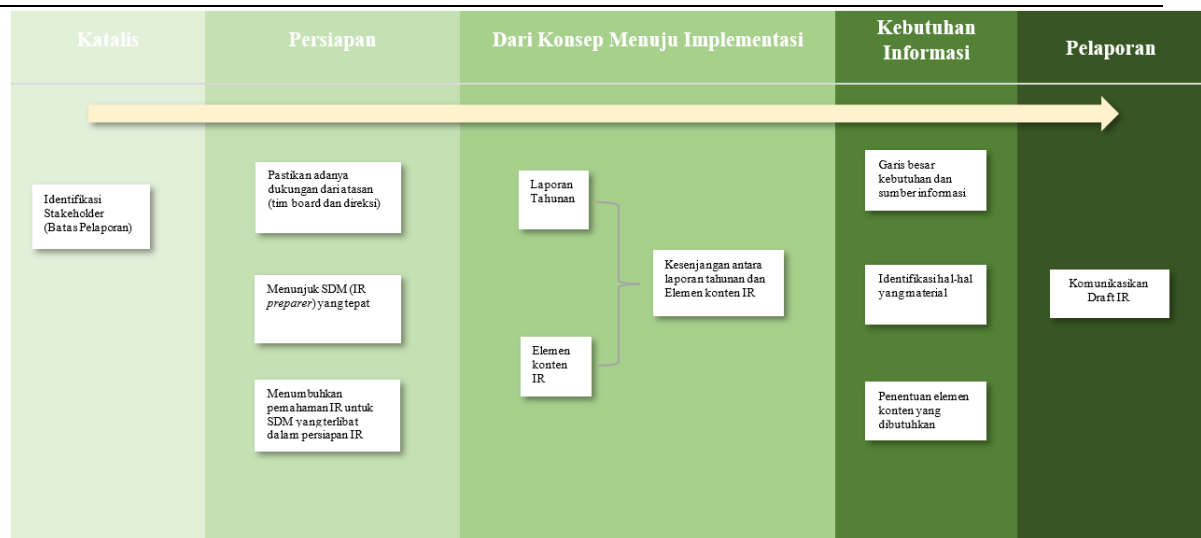 Katalis
Persiapan
Dari Konsep Menuju Implementasi
Kebutuhan
Informasi
Pelaporan
Identifikasi
Stakeholder
(Batas Pelaporan)
Pastikan adanya
dukungan dari atasan
(tim board dan direksi)
Menunjuk SDM (IR
preparer) yang tepat
Menumbuhkan
pemahaman IR untuk
SDM yang terlibat
dalam persiapan IR
Laporan
Tahunan
Elemen
konten
IR
Kesenjangan antara
laporan tahunan dan
Elemen konten IR
Garis besar
kebutuhan dan
sumber informasi
Identifikasi hal-hal
yang material
Penentuan elemen
konten yang
dibutuhkan
Komunikasikan
Draft IR